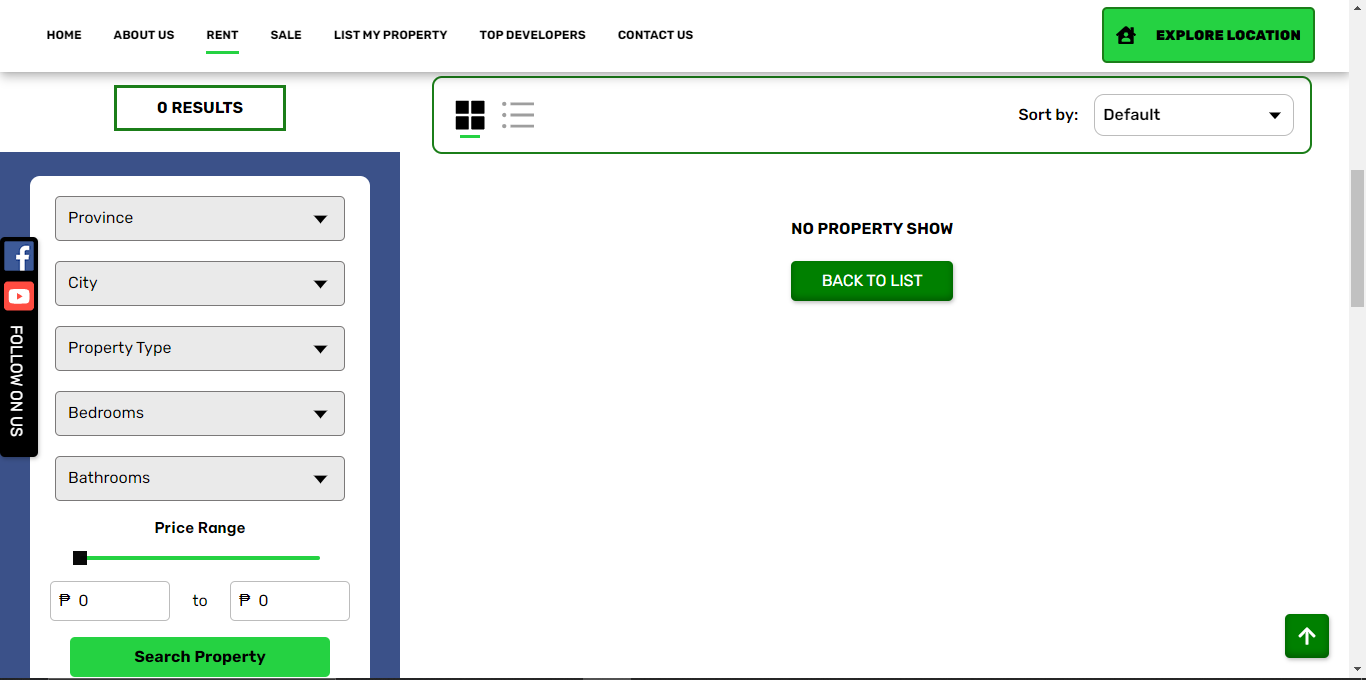 HOME ABOUT US RENT SALE LIST MY PROPERTY TOP DEVELOPERS CONTACT US EXPLORE LOCATION
0 RESULTS
Sort by: Default
Province
City
Property Type
Bedrooms
Bathrooms
Price Range
₱ 0 to ₱ 0
Search Property
FOLLOW ON US
NO PROPERTY SHOW
BACK TO LIST